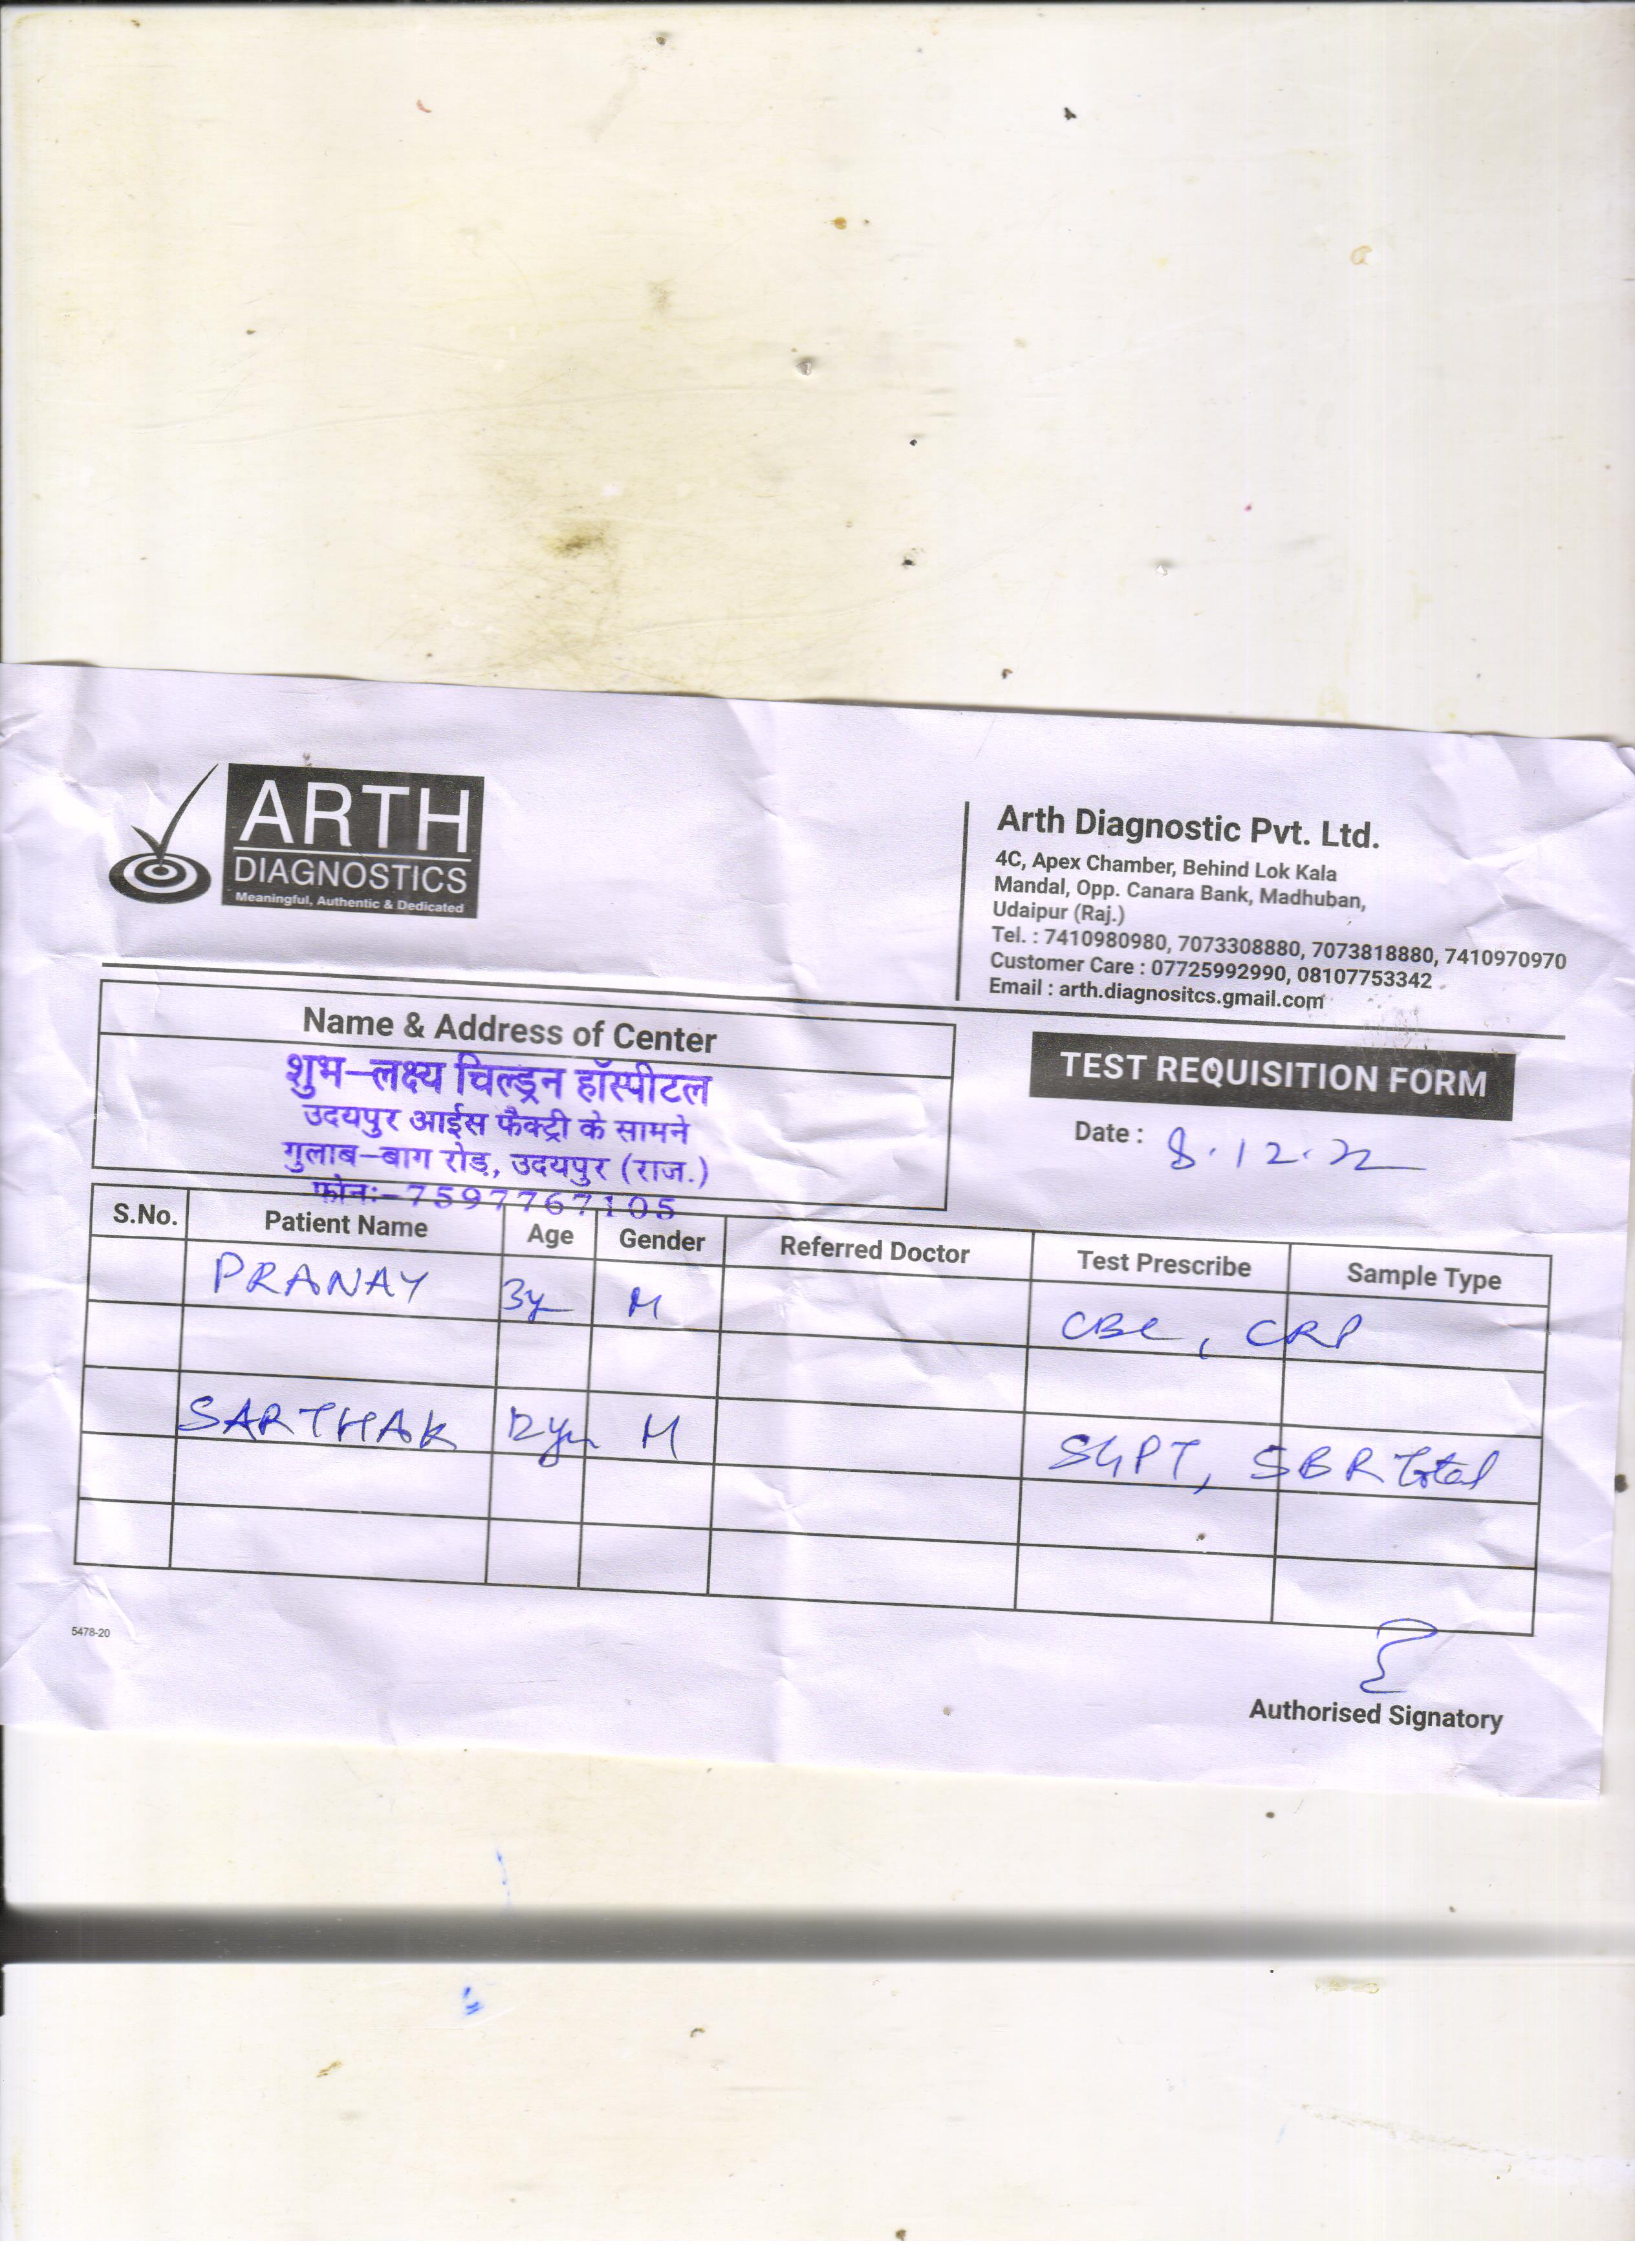 ARTH
DIAGNOSTICS
Meaningful, Authentic & Dedicated
Arth Diagnostic Pvt. Ltd.
4C, Apex Chamber, Behind Lok Kala
Mandal, Opp. Canara Bank, Madhuban,
Udaipur (Raj.)
Tel. : 7410980980, 7073308880, 7073818880, 7410970970
Customer Care : 07725992990, 08107753342
Email : arth.diagnositcs.gmail.com
Name & Address of Center
शुभ-लक्ष्य चिल्ड्रन हॉस्पीटल
उदयपुर आईस फैक्ट्री के सामने
गुलाब-बाग रोड़, उदयपुर (राज.)
फोनः-7597767105
TEST REQUISITION FORM
Date : 8.12.22
S.No. Patient Name Age Gender Referred Doctor Test Prescribe Sample Type
PRANAY 3y M CBC, CRP
SARTHAK 12yr M SGPT, SBR Total
5478-20
Authorised Signatory